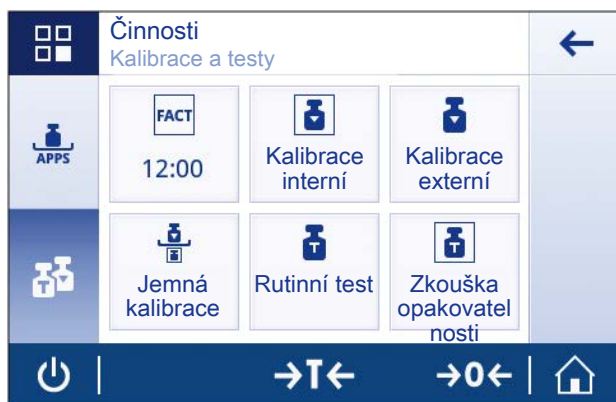 Činnosti
Kalibrace a testy
APPS
FACT
12:00
Kalibrace
interní
Kalibrace
externí
T
Jemná
kalibrace
T
Rutinní test
T
Zkouška
opakovatel
nosti
→T←
→0←